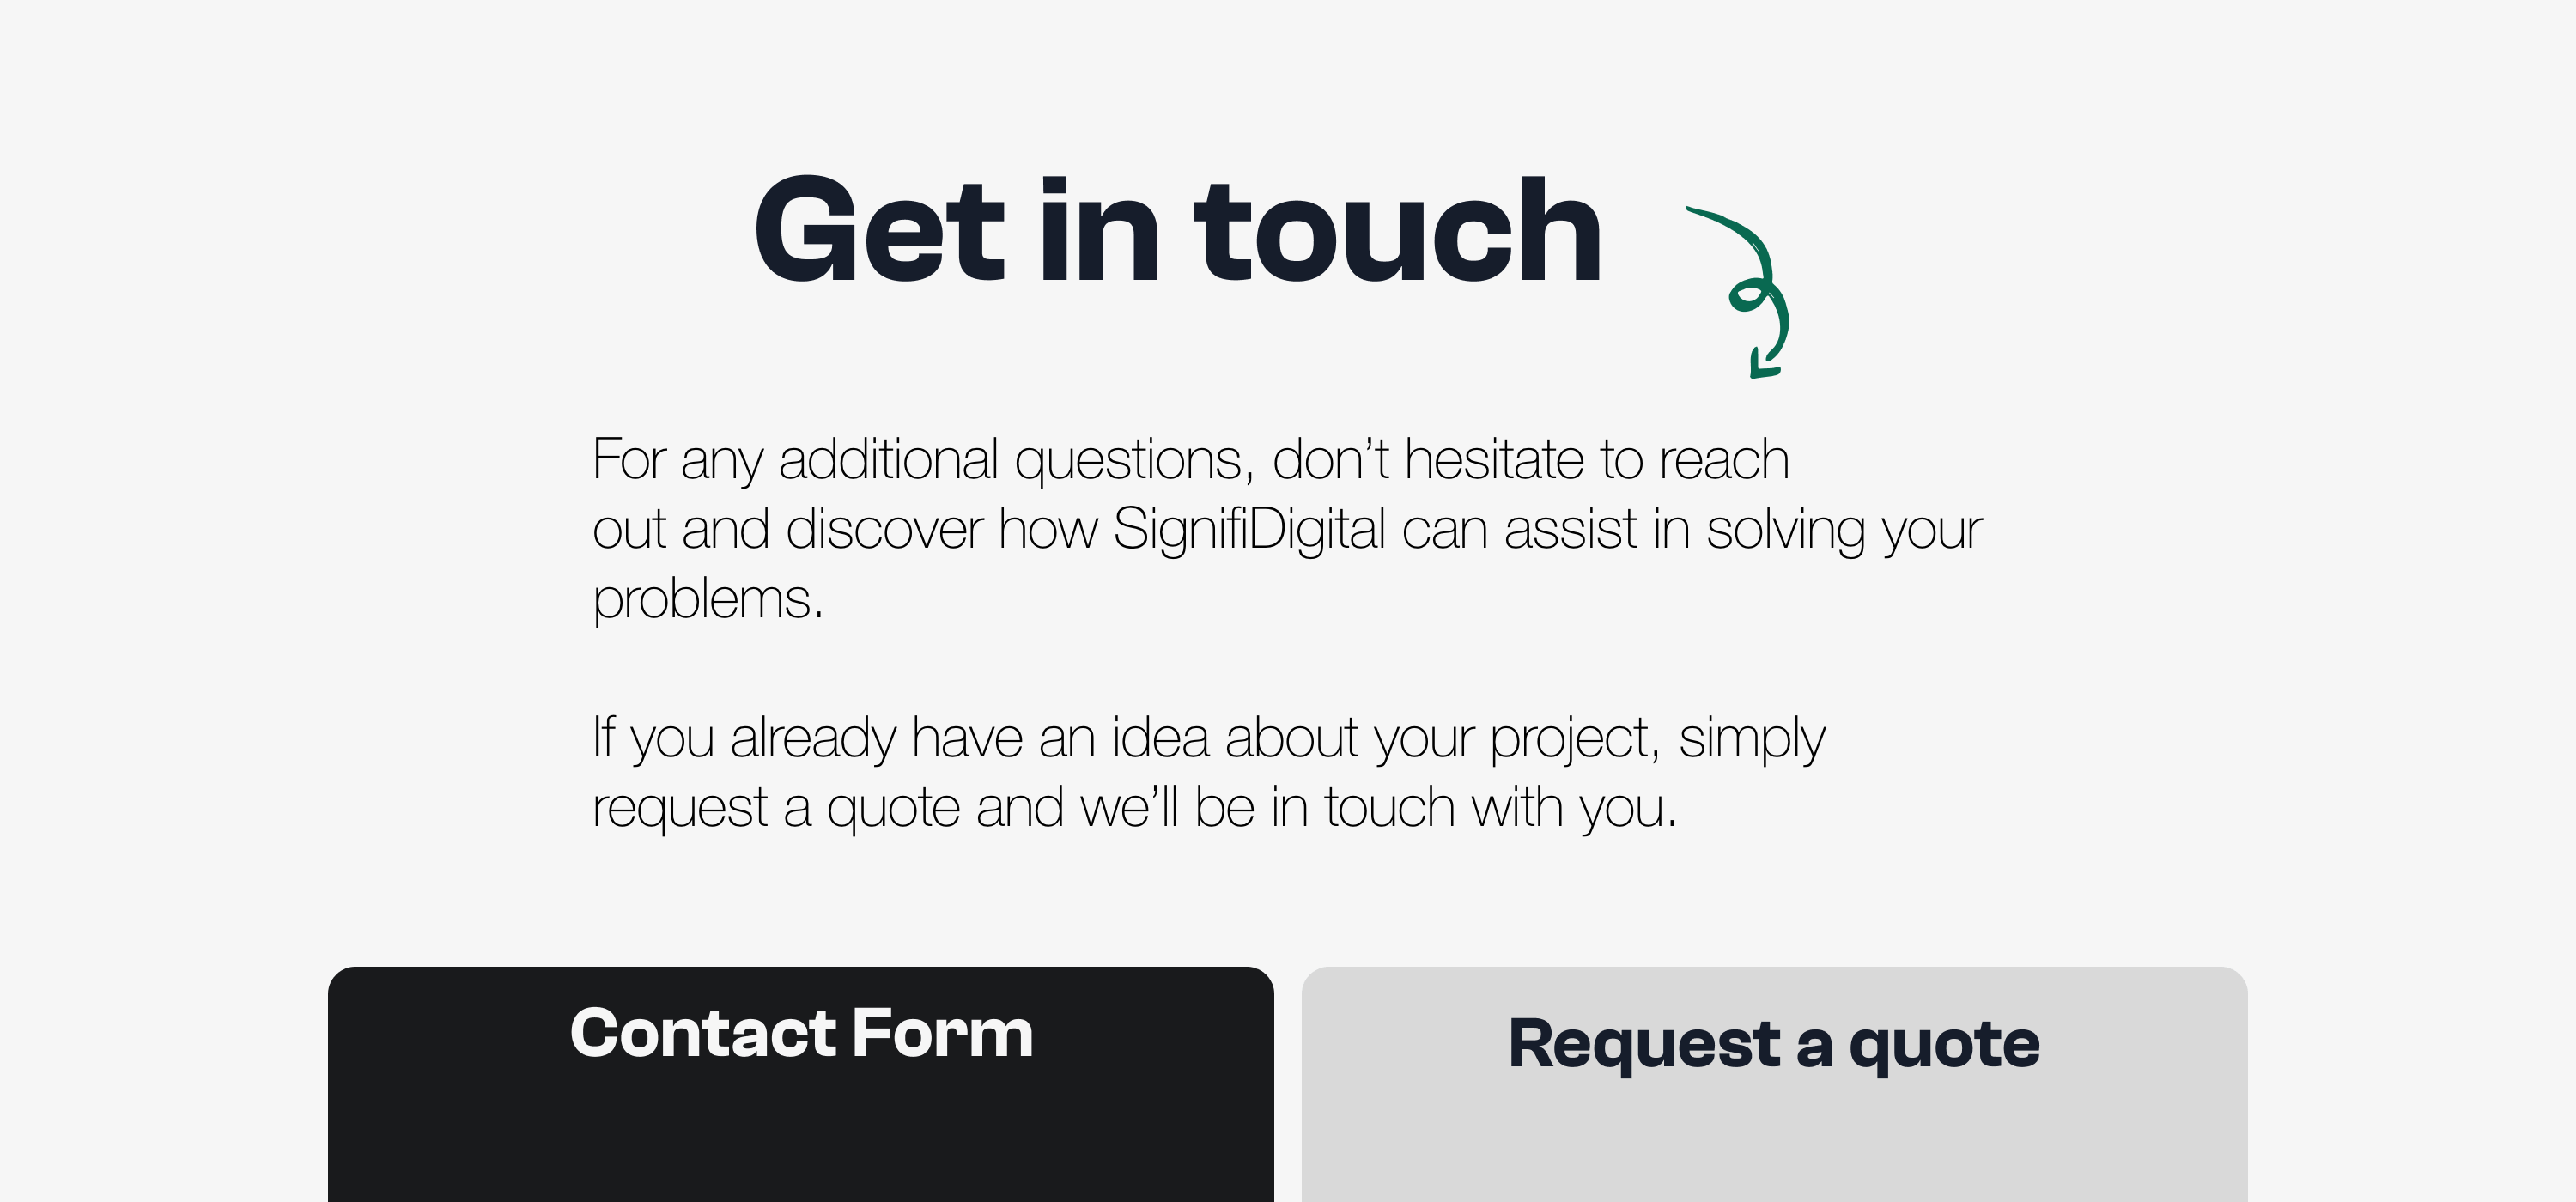 Get in touch
For any additional questions, don’t hesitate to reach
out and discover how SignifiDigital can assist in solving your
problems.
If you already have an idea about your project, simply
request a quote and we’ll be in touch with you.
Contact Form
Request a quote